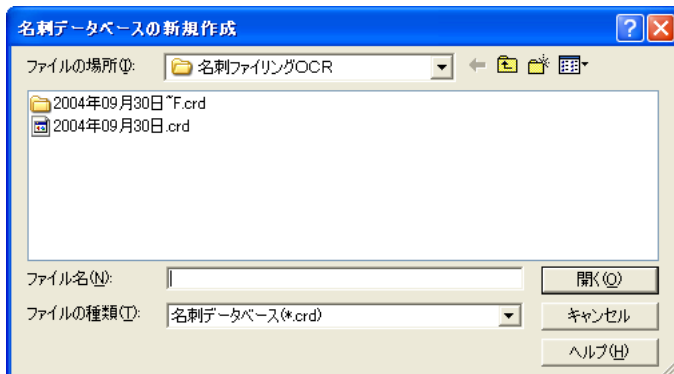 名刺データベースの新規作成
ファイルの場所(I):
名刺ファイリングOCR
2004年09月30日~F.crd
2004年09月30日.crd
ファイル名(N):
開く(O)
ファイルの種類(T):
名刺データベース(*.crd)
キャンセル
ヘルプ(H)